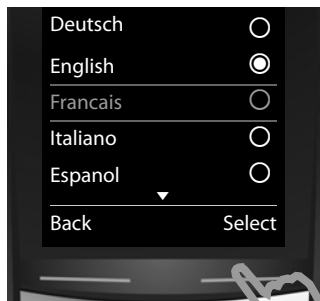 Deutsch
English
Francais
Italiano
Espanol
Back Select